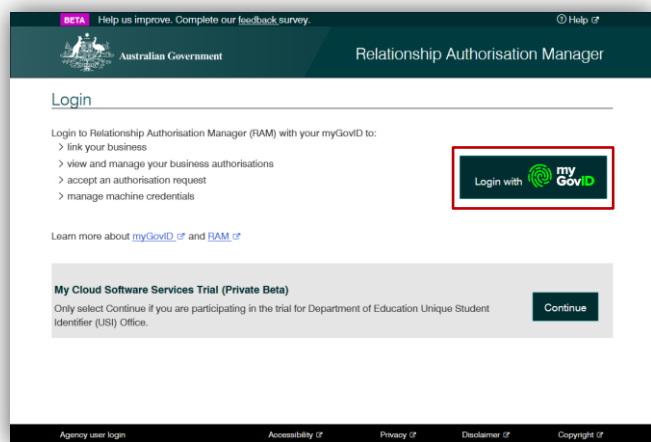 BETA Help us improve. Complete our feedback survey. Help
Australian Government Relationship Authorisation Manager
Login
Login to Relationship Authorisation Manager (RAM) with your myGovID to:
> link your business
> view and manage your business authorisations
> accept an authorisation request
> manage machine credentials
Login with my GovID
Learn more about myGovID and RAM
My Cloud Software Services Trial (Private Beta)
Only select Continue if you are participating in the trial for Department of Education Unique Student
Identifier (USI) Office.
Continue
Agency user login Accessibility Privacy Disclaimer Copyright